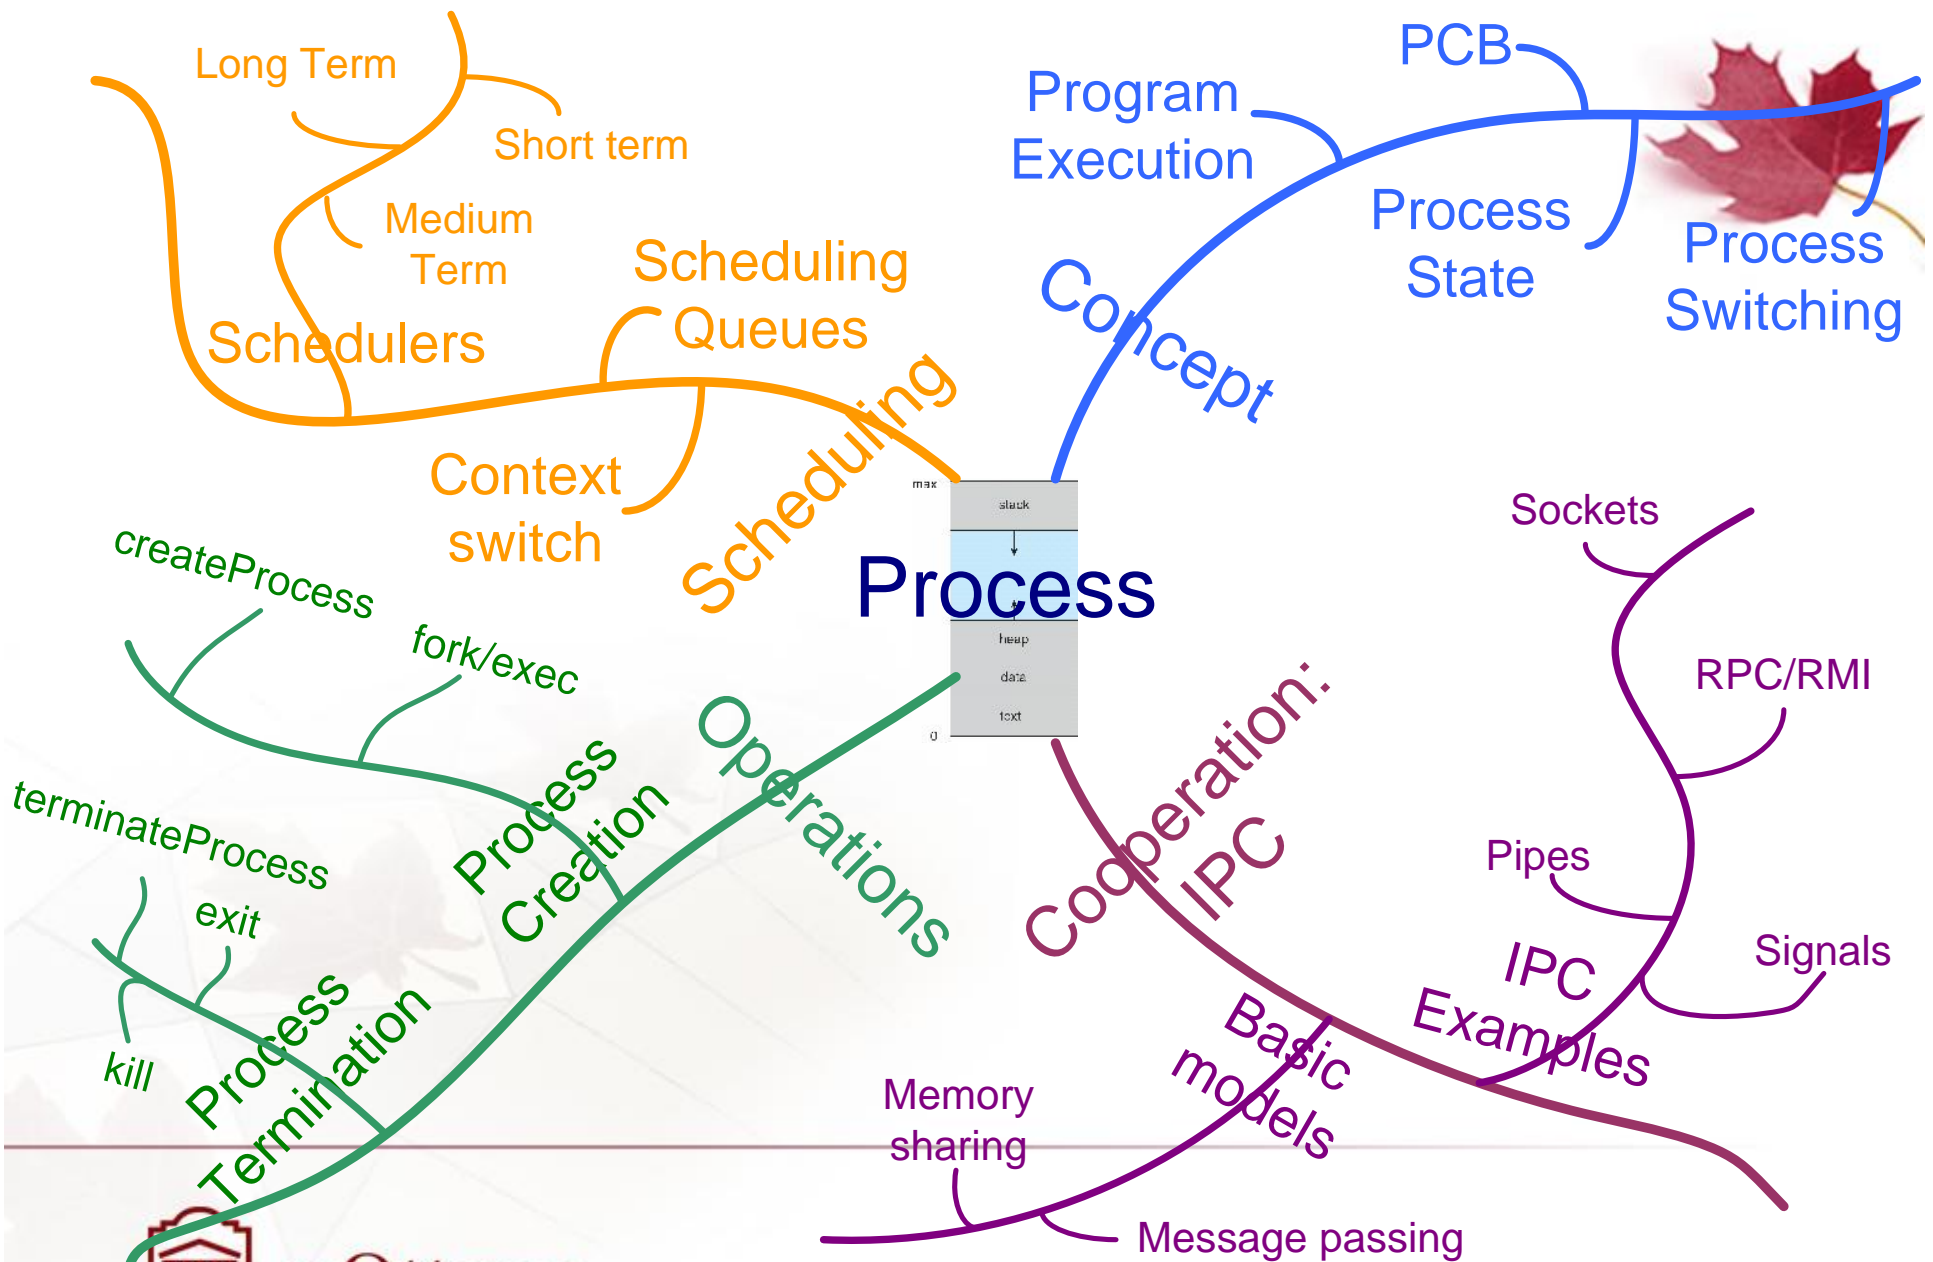 Long Term
Short term
Medium
Term
Schedulers
Scheduling
Queues
Context
switch
Scheduling
PCB
Program
Execution
Process
State
Process
Switching
Concept
max
stack
Process
heap
data
text
0
createProcess
fork/exec
Process
Creation
Operations
terminateProcess
exit
kill
Process
Termination
Cooperation:
IPC
Sockets
RPC/RMI
Pipes
Signals
IPC
Examples
Basic
models
Memory
sharing
Message passing